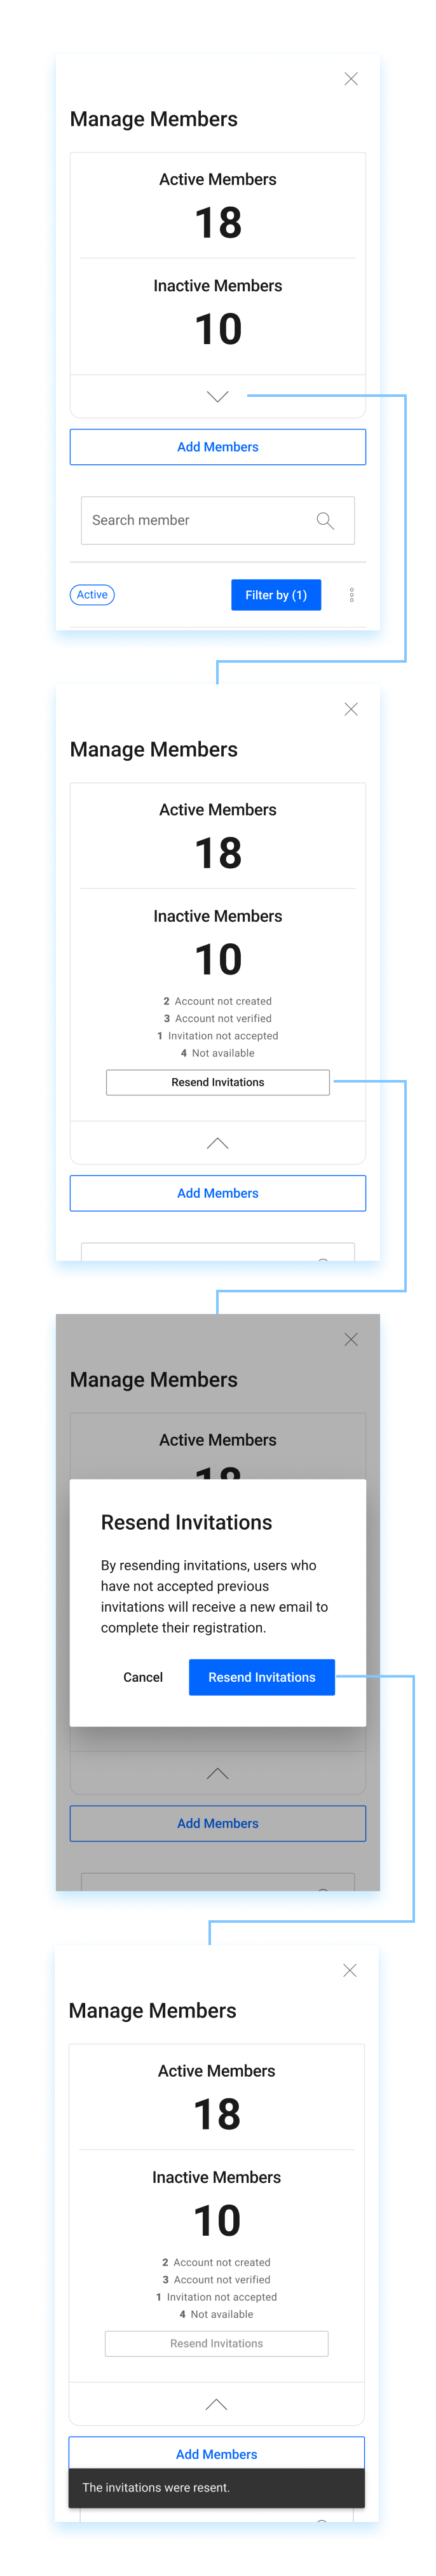 Manage Members
Active Members
18
Inactive Members
10
Add Members
Search member
Active
Filter by (1)
Manage Members
Active Members
18
Inactive Members
10
2 Account not created
3 Account not verified
1 Invitation not accepted
4 Not available
Resend Invitations
Add Members
Manage Members
Active Members
18
Resend Invitations
By resending invitations, users who
have not accepted previous
invitations will receive a new email to
complete their registration.
Cancel
Resend Invitations
Add Members
Manage Members
Active Members
18
Inactive Members
10
2 Account not created
3 Account not verified
1 Invitation not accepted
4 Not available
Resend Invitations
Add Members
The invitations were resent.